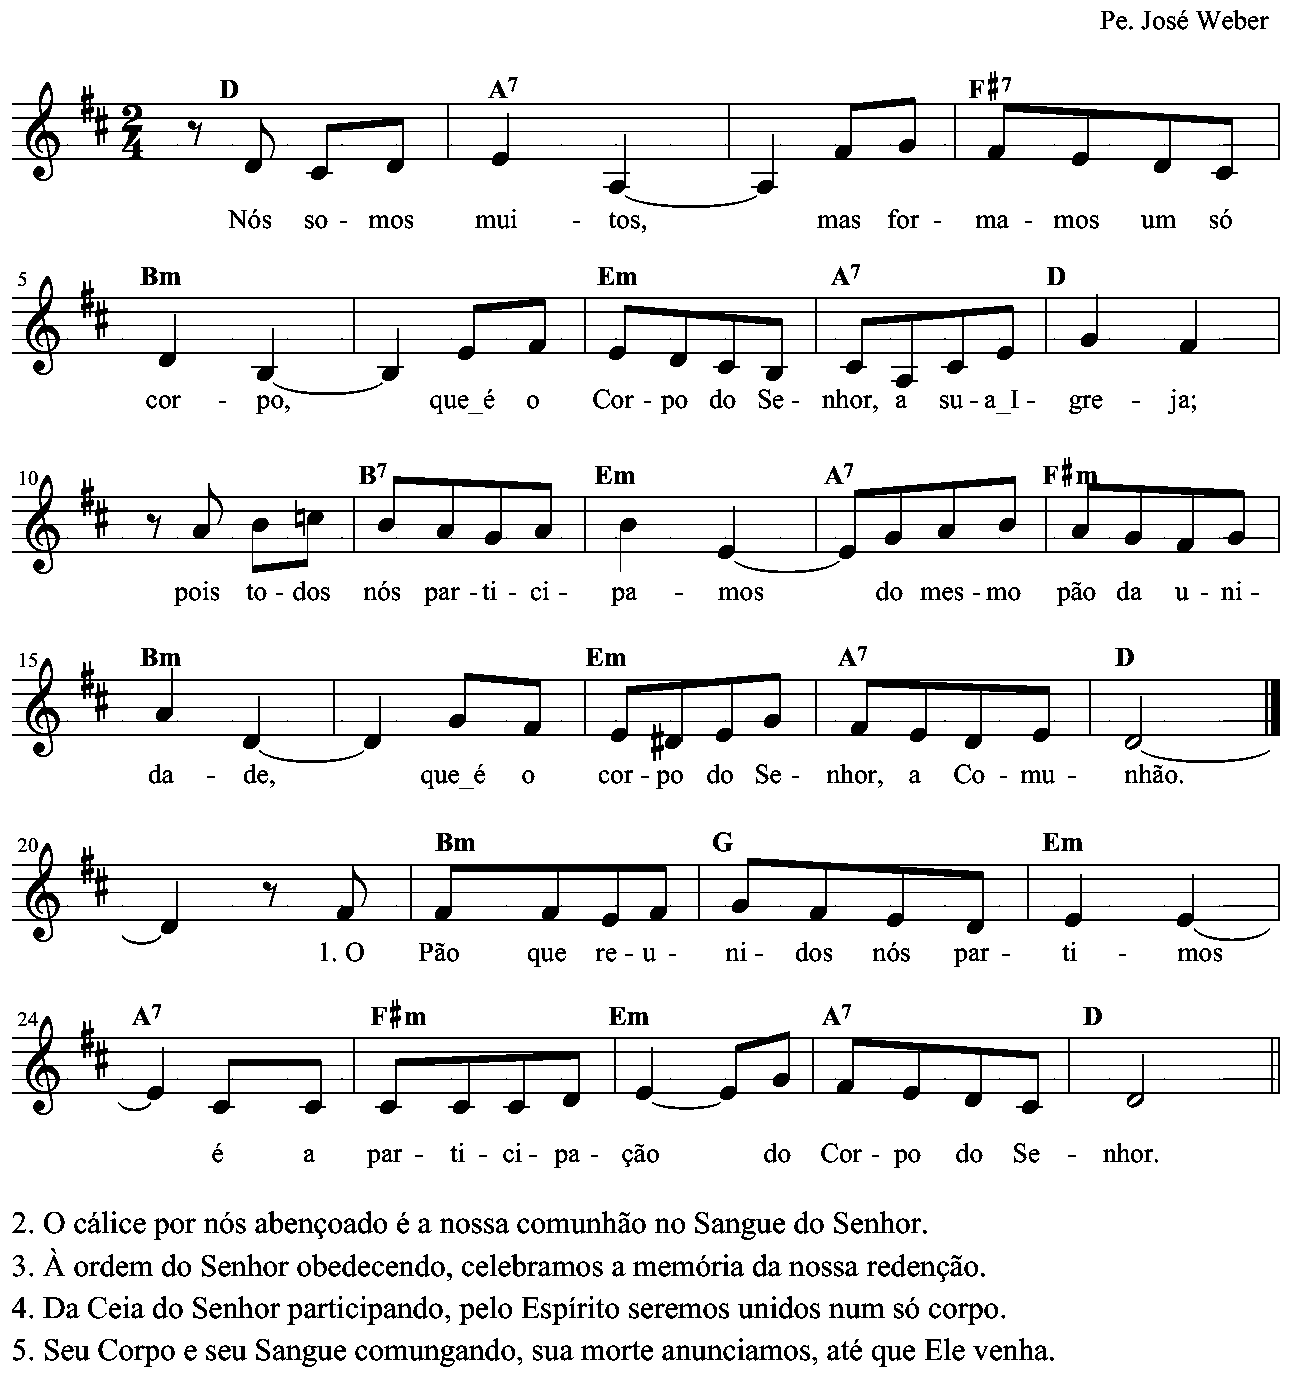 Pe. José Weber
D A7 F#7
2/4
Nós so - mos mui - tos, mas for - ma - mos um só
5 Bm Em A7 D
cor - po, que_é o Cor - po do Se - nhor, a su - a_I - gre - ja;
10 B7 Em A7 F#m
pois to - dos nós par - ti - ci - pa - mos do mes - mo pão da u - ni -
15 Bm Em A7 D
da - de, que_é o cor - po do Se - nhor, a Co - mu - nhão.
20 Bm G Em
1. O Pão que re - u - ni - dos nós par - ti - mos
24 A7 F#m Em A7 D
é a par - ti - ci - pa - ção do Cor - po do Se - nhor.
2. O cálice por nós abençoado é a nossa comunhão no Sangue do Senhor.
3. À ordem do Senhor obedecendo, celebramos a memória da nossa redenção.
4. Da Ceia do Senhor participando, pelo Espírito seremos unidos num só corpo.
5. Seu Corpo e seu Sangue comungando, sua morte anunciamos, até que Ele venha.